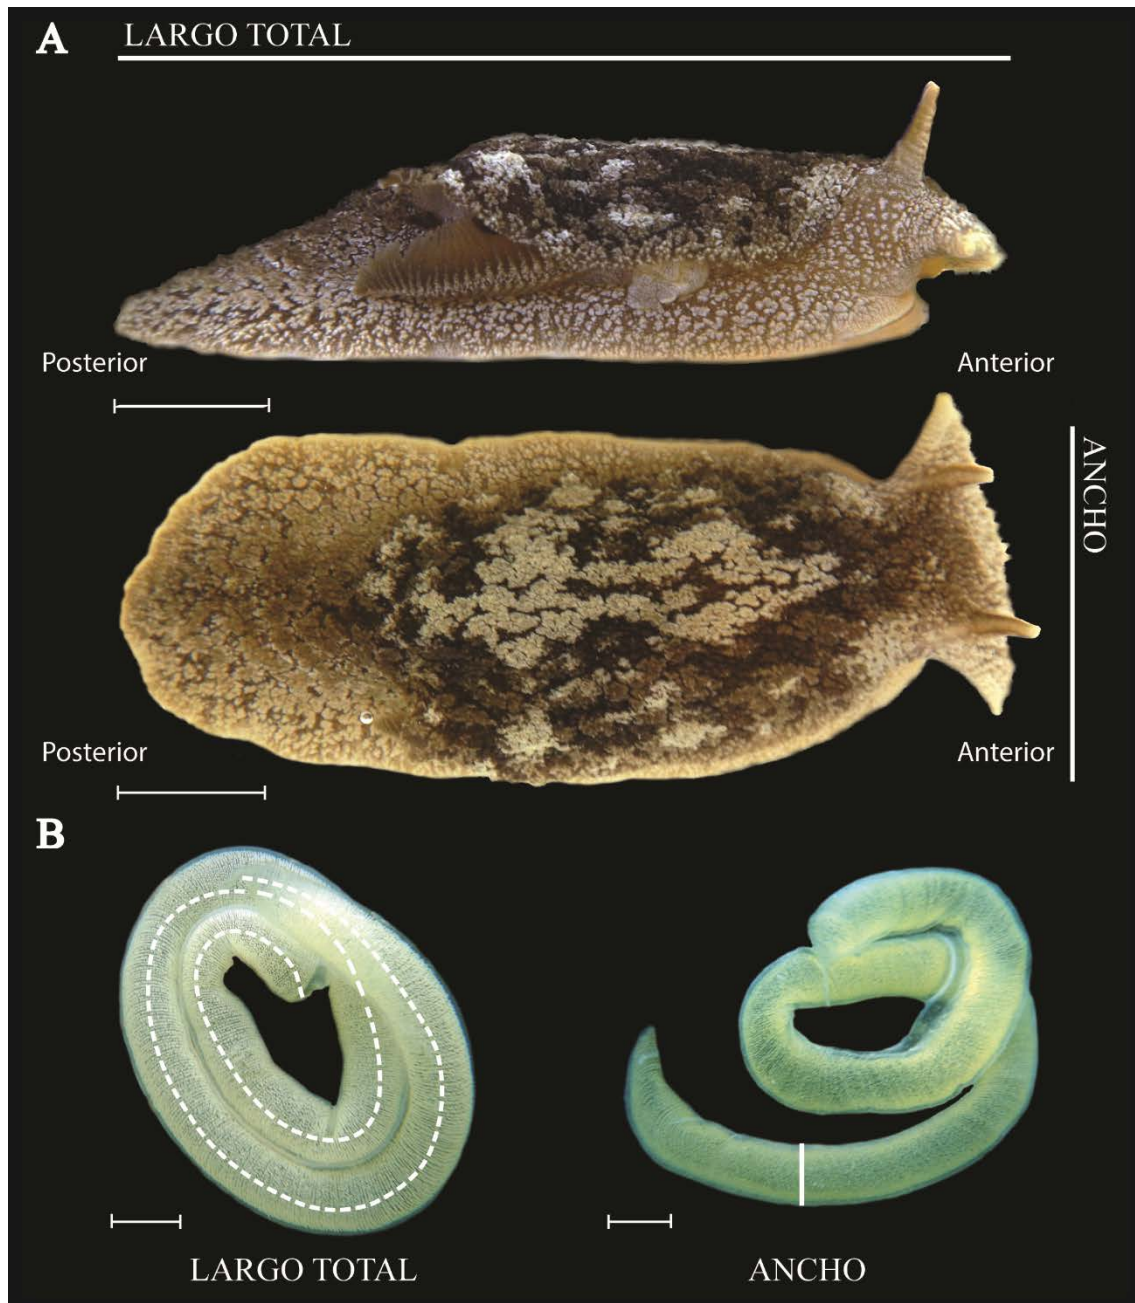 A
LARGO TOTAL
Posterior
Anterior
ANCHO
Posterior
Anterior
B
LARGO TOTAL
ANCHO